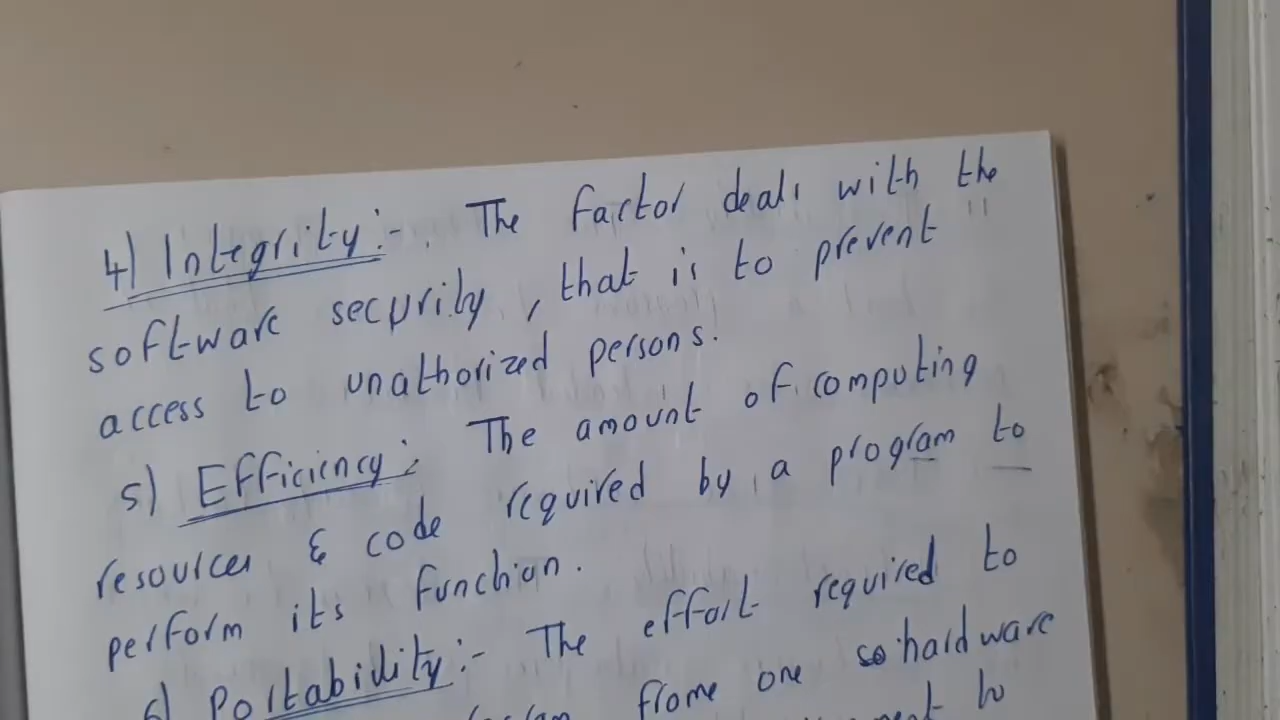 4) Integrity :- The factor deals with the
software security, that is to prevent
access to unathorized persons.
5) Efficiency : The amount of computing
resources & code required by a program to
perform its function.
6) Portability :- The effort required to
frome one so hardware
to